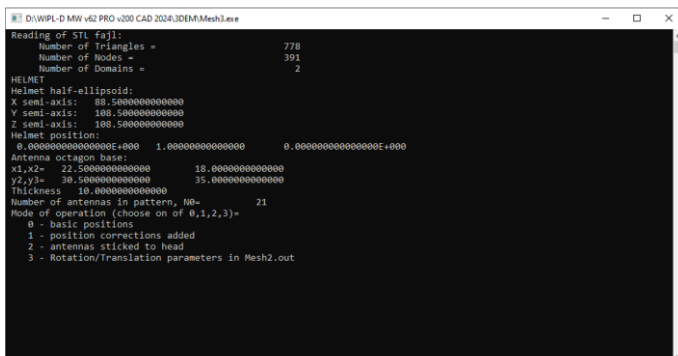 D:\WIPL-D MW v62 PRO v200 CAD 2024\3DEM\Mesh3.exe
Reading of STL fajl:
Number of Triangles = 778
Number of Nodes = 391
Number of Domains = 2
HELMET
Helmet half-ellipsoid:
X semi-axis: 88.5000000000000
Y semi-axis: 108.500000000000
Z semi-axis: 108.500000000000
Helmet position:
0.000000000000000E+000 1.00000000000000 0.000000000000000E+000
Antenna octagon base:
x1,x2= 22.5000000000000 18.0000000000000
y2,y3= 30.5000000000000 35.0000000000000
Thickness 10.0000000000000
Number of antennas in pattern, N0= 21
Mode of operation (choose on of 0,1,2,3)=
0 - basic positions
1 - position corrections added
2 - antennas sticked to head
3 - Rotation/Translation parameters in Mesh2.out